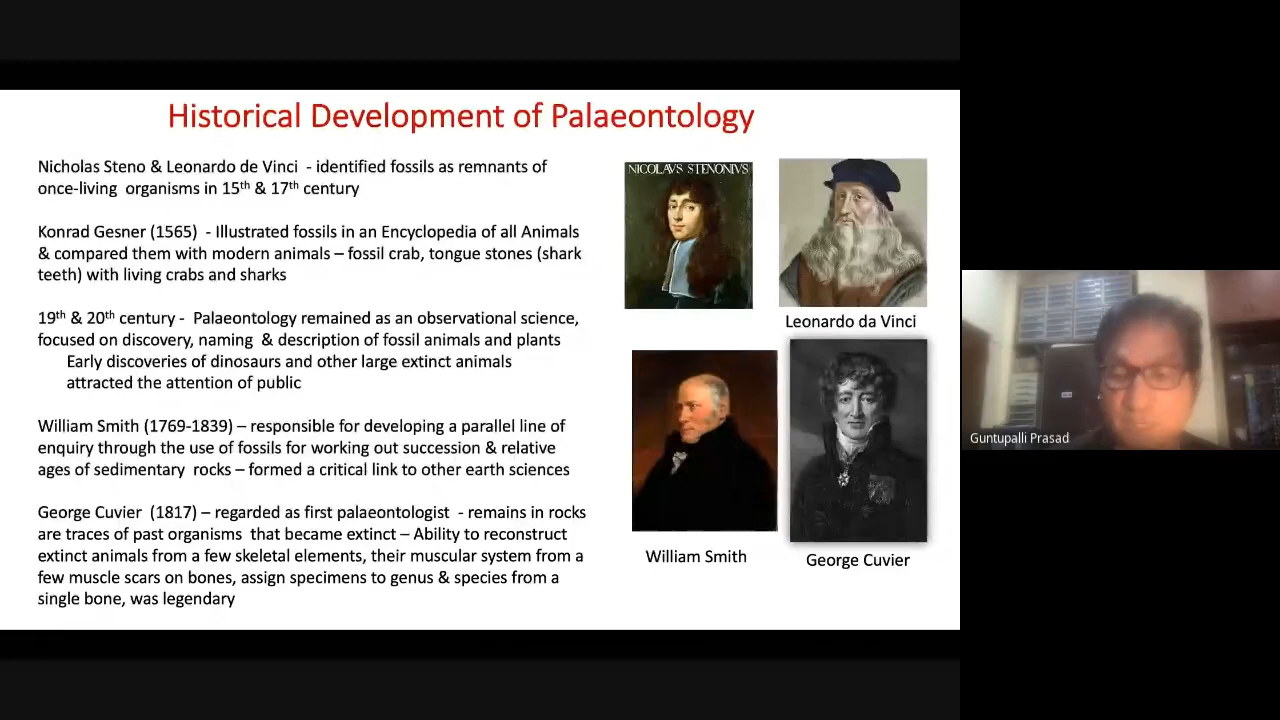 Historical Development of Palaeontology
Nicholas Steno & Leonardo de Vinci - identified fossils as remnants of
once-living organisms in 15th & 17th century
Konrad Gesner (1565) - Illustrated fossils in an Encyclopedia of all Animals
& compared them with modern animals – fossil crab, tongue stones (shark
teeth) with living crabs and sharks
19th & 20th century - Palaeontology remained as an observational science,
focused on discovery, naming & description of fossil animals and plants
Early discoveries of dinosaurs and other large extinct animals
attracted the attention of public
William Smith (1769-1839) – responsible for developing a parallel line of
enquiry through the use of fossils for working out succession & relative
ages of sedimentary rocks – formed a critical link to other earth sciences
George Cuvier (1817) – regarded as first palaeontologist - remains in rocks
are traces of past organisms that became extinct – Ability to reconstruct
extinct animals from a few skeletal elements, their muscular system from a
few muscle scars on bones, assign specimens to genus & species from a
single bone, was legendary
NICOLAVS STENONIVS
Leonardo da Vinci
William Smith
George Cuvier
Guntupalli Prasad